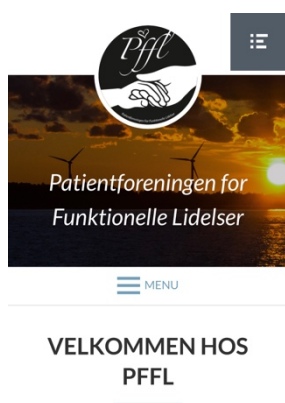 Pffl
Patientforeningen for
Funktionelle Lidelser
MENU
VELKOMMEN HOS
PFFL